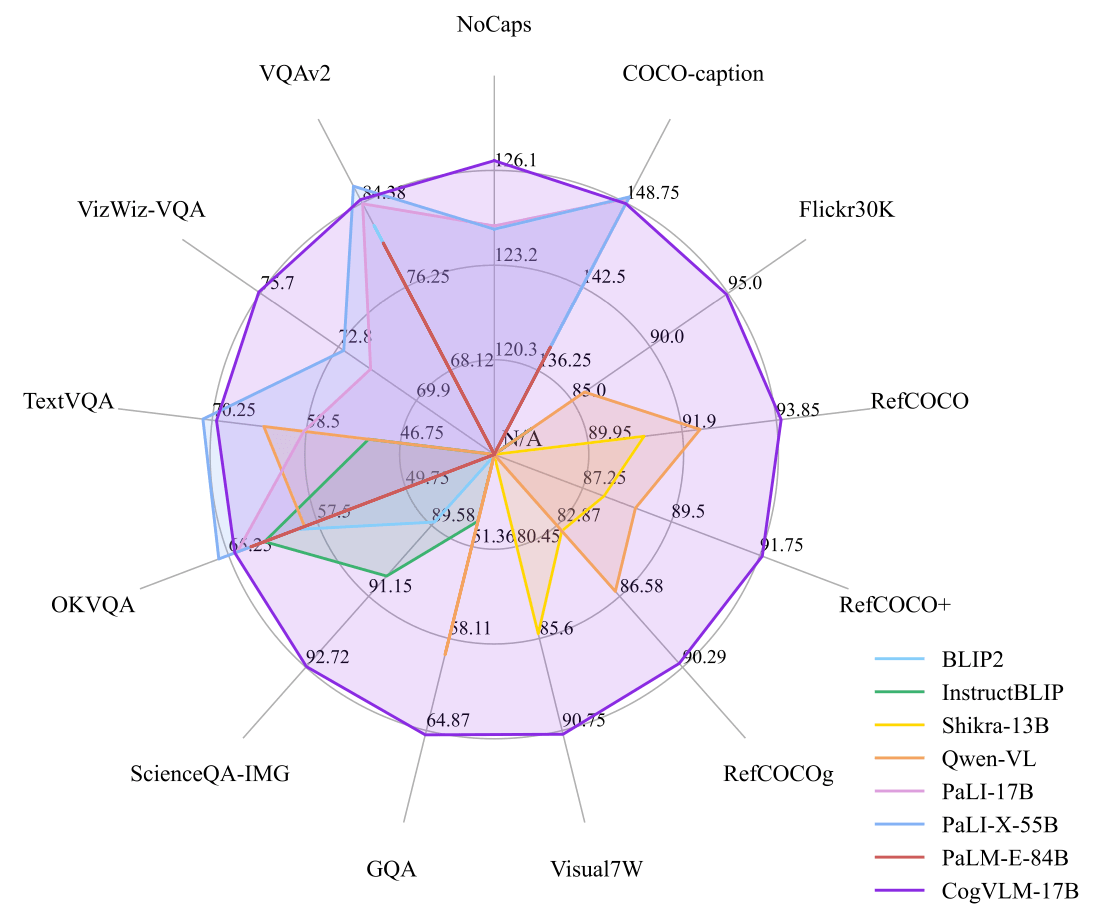 NoCaps
VQAv2
COCO-caption
126.1
84.38
148.75
VizWiz-VQA
Flickr30K
123.2
76.25
142.5
75.7
95.0
120.3
72.8
68.12
136.25
90.0
69.9
85.0
TextVQA
RefCOCO
70.25
58.5
46.75
N/A
89.95
91.9
93.85
49.75
87.25
57.5
89.58
82.87
89.5
66.25
51.36
80.45
91.75
91.15
86.58
OKVQA
RefCOCO+
58.11
85.6
92.72
90.29
64.87
90.75
ScienceQA-IMG
RefCOCOg
GQA
Visual7W
BLIP2
InstructBLIP
Shikra-13B
Qwen-VL
PaLI-17B
PaLI-X-55B
PaLM-E-84B
CogVLM-17B